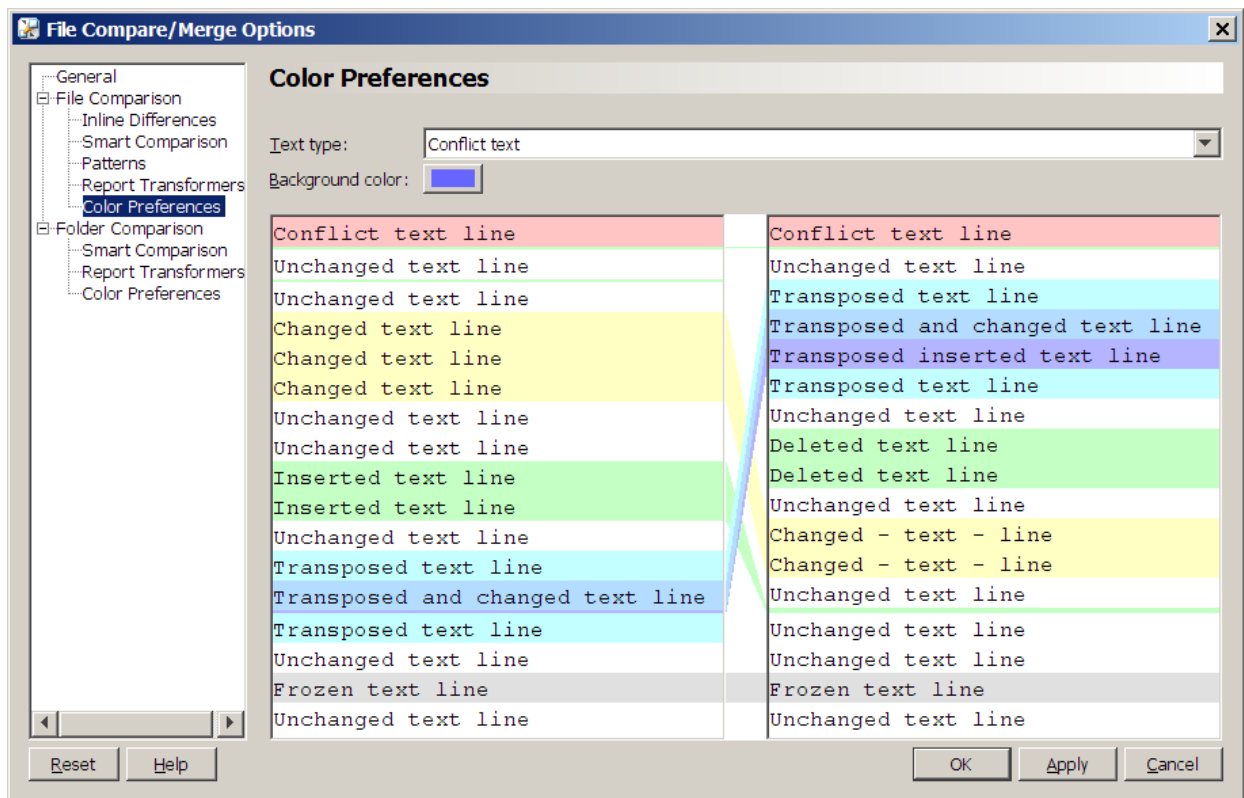 File Compare/Merge Options
General
File Comparison
Inline Differences
Smart Comparison
Patterns
Report Transformers
Color Preferences
Folder Comparison
Smart Comparison
Report Transformers
Color Preferences
Color Preferences
Text type:
Conflict text
Background color:
Conflict text line
Unchanged text line
Unchanged text line
Changed text line
Changed text line
Changed text line
Unchanged text line
Unchanged text line
Inserted text line
Inserted text line
Unchanged text line
Transposed text line
Transposed and changed text line
Transposed text line
Unchanged text line
Frozen text line
Unchanged text line
Conflict text line
Unchanged text line
Transposed text line
Transposed and changed text line
Transposed inserted text line
Transposed text line
Unchanged text line
Deleted text line
Deleted text line
Unchanged text line
Changed - text - line
Changed - text - line
Unchanged text line
Unchanged text line
Unchanged text line
Frozen text line
Unchanged text line
Reset
Help
OK
Apply
Cancel